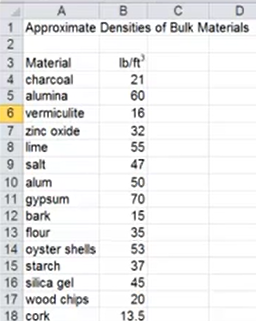 A B C D
1 Approximate Densities of Bulk Materials
2
3 Material lb/ft³
4 charcoal 21
5 alumina 60
6 vermiculite 16
7 zinc oxide 32
8 lime 55
9 salt 47
10 alum 50
11 gypsum 70
12 bark 15
13 flour 35
14 oyster shells 53
15 starch 37
16 silica gel 45
17 wood chips 20
18 cork 13.5